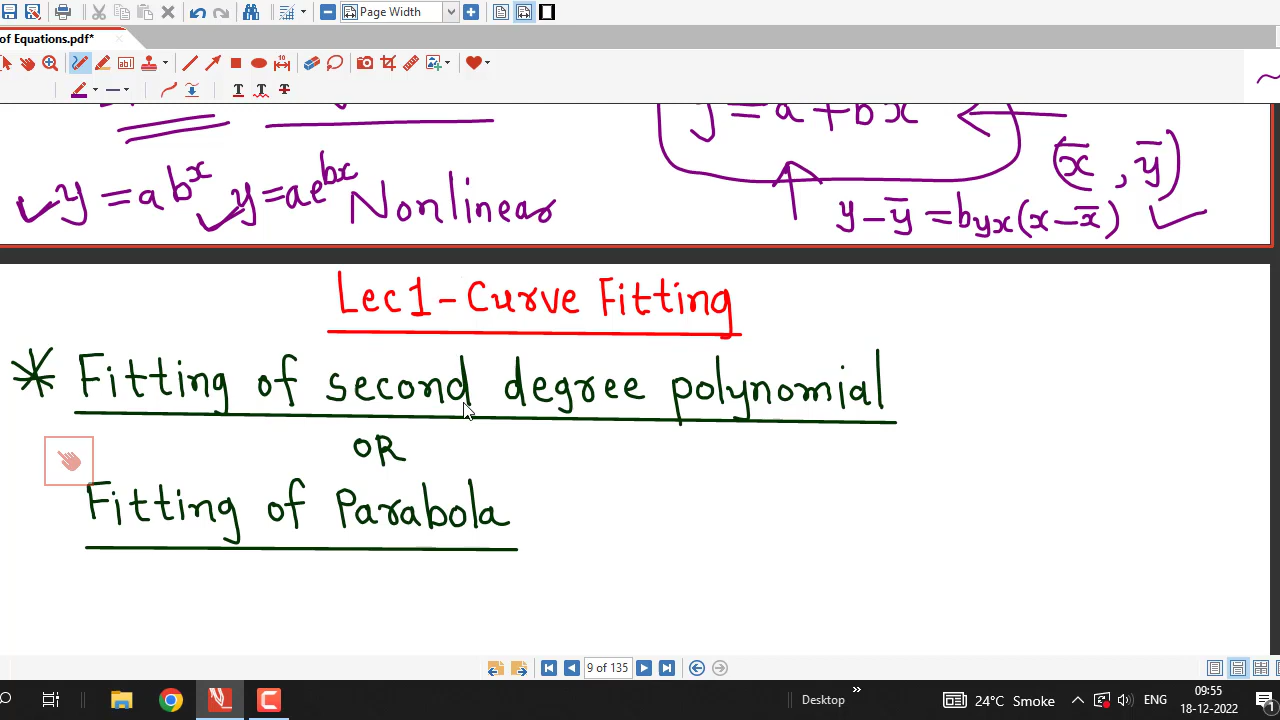 Page Width
of Equations.pdf*
y = a + bx
(x̄, ȳ)
y = ab^x y = ae^bx Nonlinear
y - ȳ = byx(x - x̄)
Lec1 - Curve Fitting
* Fitting of second degree polynomial
OR
Fitting of Parabola
9 of 135
Desktop
24°C Smoke
ENG
09:55
18-12-2022
1